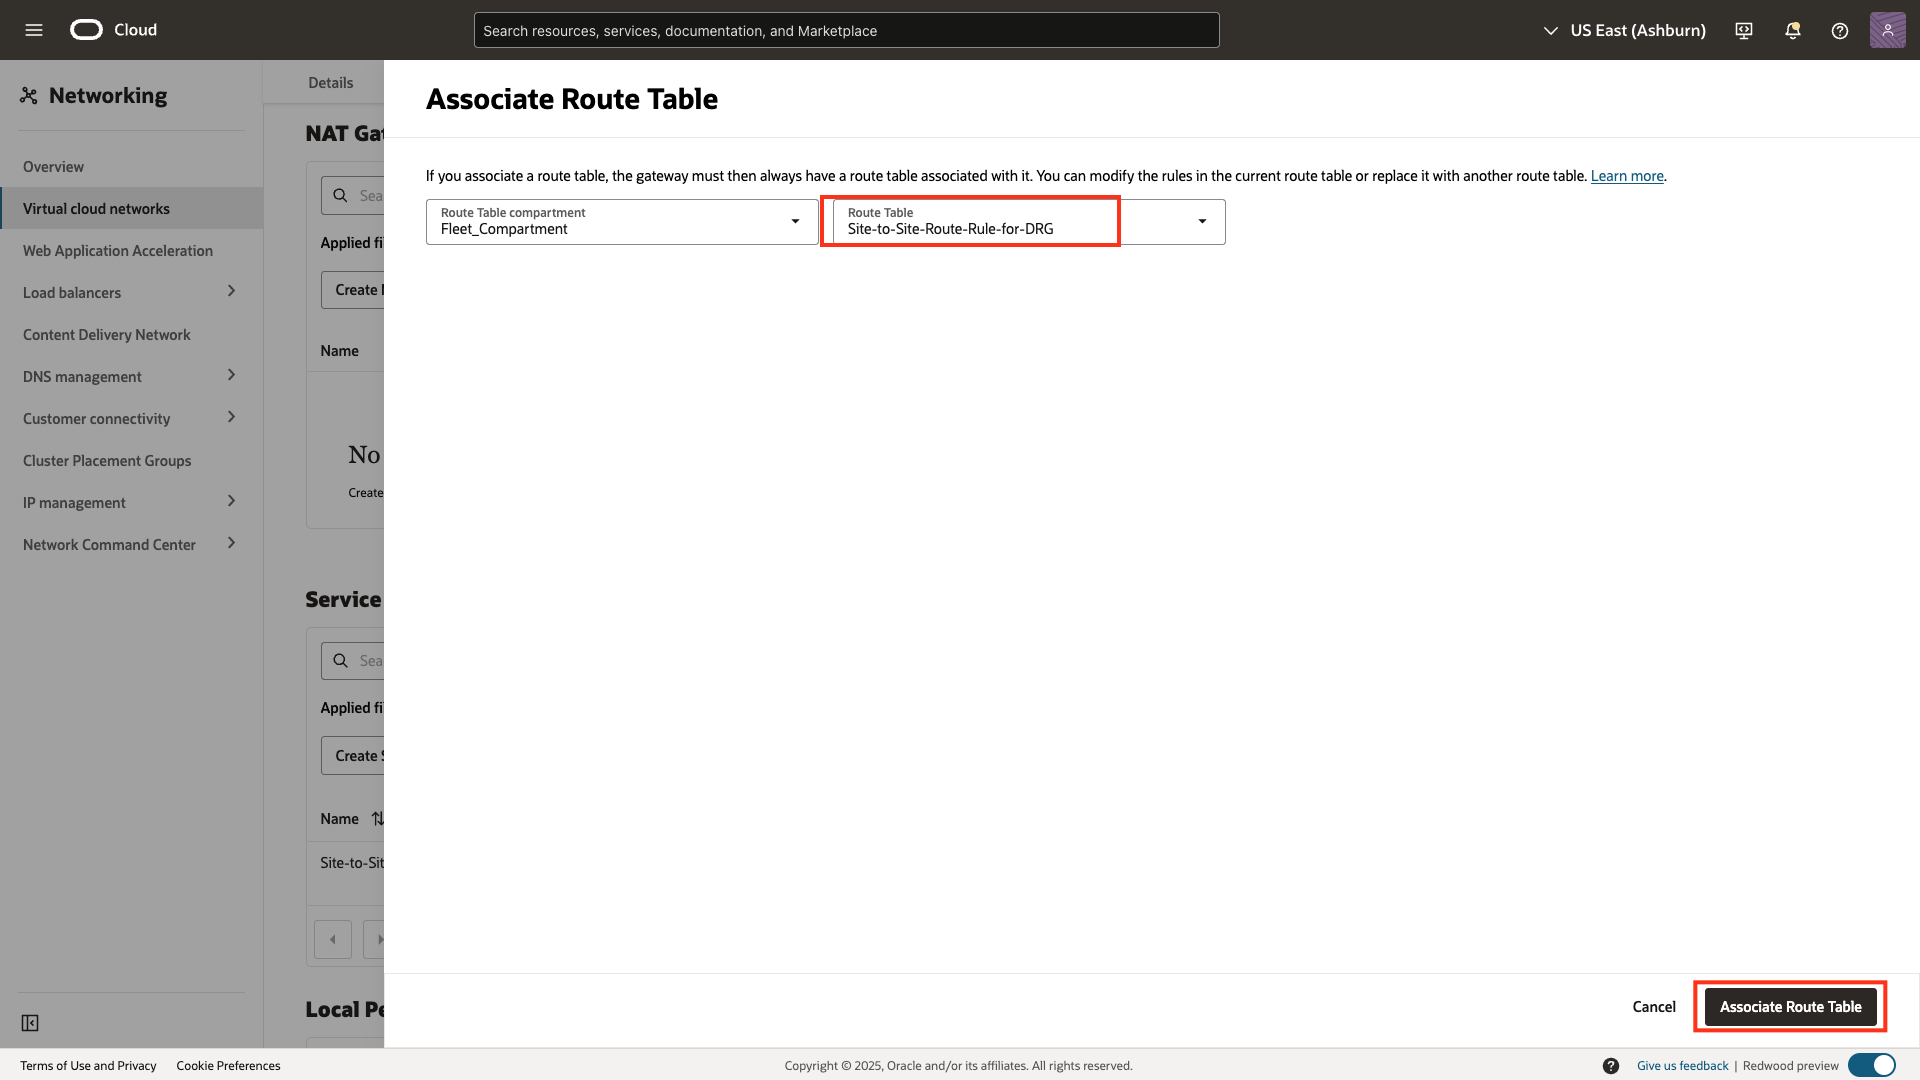 Cloud
Search resources, services, documentation, and Marketplace
US East (Ashburn)
Networking
Overview
Virtual cloud networks
Web Application Acceleration
Load balancers
Content Delivery Network
DNS management
Customer connectivity
Cluster Placement Groups
IP management
Network Command Center
Details
NAT Gat
Sea
Applied fi
Create
Name
No
Create
Service
Sea
Applied fi
Create
Name
Site-to-Sit
Local Pe
Associate Route Table
If you associate a route table, the gateway must then always have a route table associated with it. You can modify the rules in the current route table or replace it with another route table. Learn more.
Route Table compartment
Fleet_Compartment
Route Table
Site-to-Site-Route-Rule-for-DRG
Cancel
Associate Route Table
Terms of Use and Privacy
Cookie Preferences
Copyright © 2025, Oracle and/or its affiliates. All rights reserved.
Give us feedback | Redwood preview